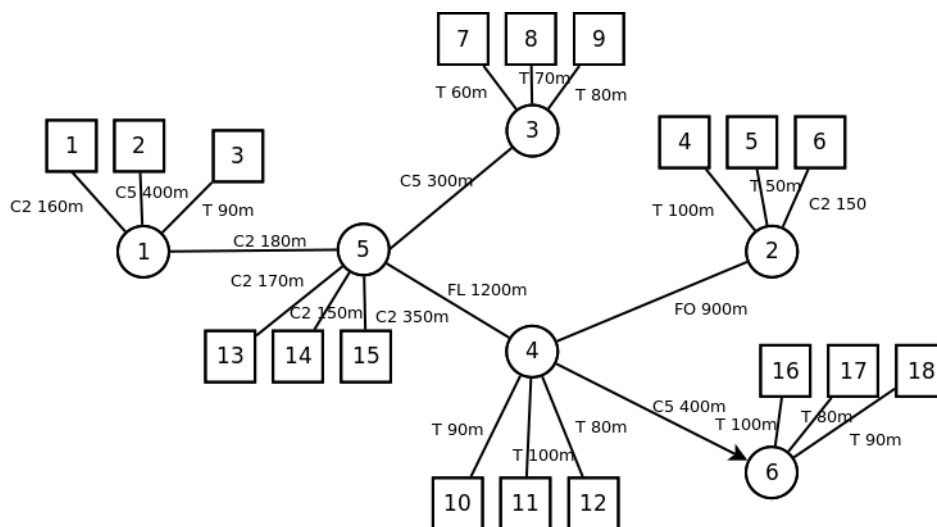 7 8 9
T 70m
T 60m T 80m
1 2 3
3
4 5 6
C5 400m
C5 300m
T 50m
C2 160m
T 90m
T 100m
C2 150
1
C2 180m
5
2
C2 170m
FL 1200m
C2 150m
C2 350m
FO 900m
13 14 15
4
16 17 18
C5 400m
T 100m
T 80m
T 90m
T 80m
T 90m
T 100m
6
10 11 12